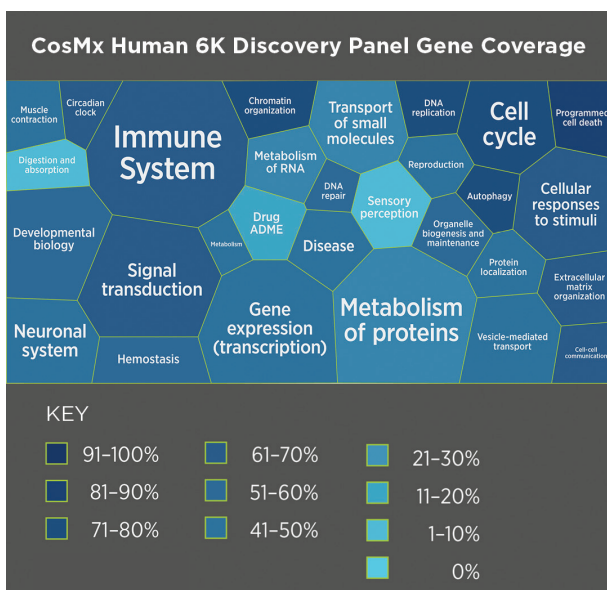 CosMx Human 6K Discovery Panel Gene Coverage
Muscle
contraction
Circadian
clock
Immune
System
Chromatin
organization
Transport
of small
molecules
DNA
replication
Cell
cycle
Programmed
cell death
Digestion and
absorption
Metabolism
of RNA
Reproduction
DNA
repair
Sensory
perception
Autophagy
Cellular
responses
to stimuli
Developmental
biology
Metabolism
Drug
ADME
Disease
Organelle
biogenesis and
maintenance
Signal
transduction
Protein
localization
Extracellular
matrix
organization
Neuronal
system
Hemostasis
Gene
expression
(transcription)
Metabolism
of proteins
Vesicle-mediated
transport
Cell-cell
communication
KEY
91–100%
81–90%
71–80%
61–70%
51–60%
41–50%
21–30%
11–20%
1–10%
0%